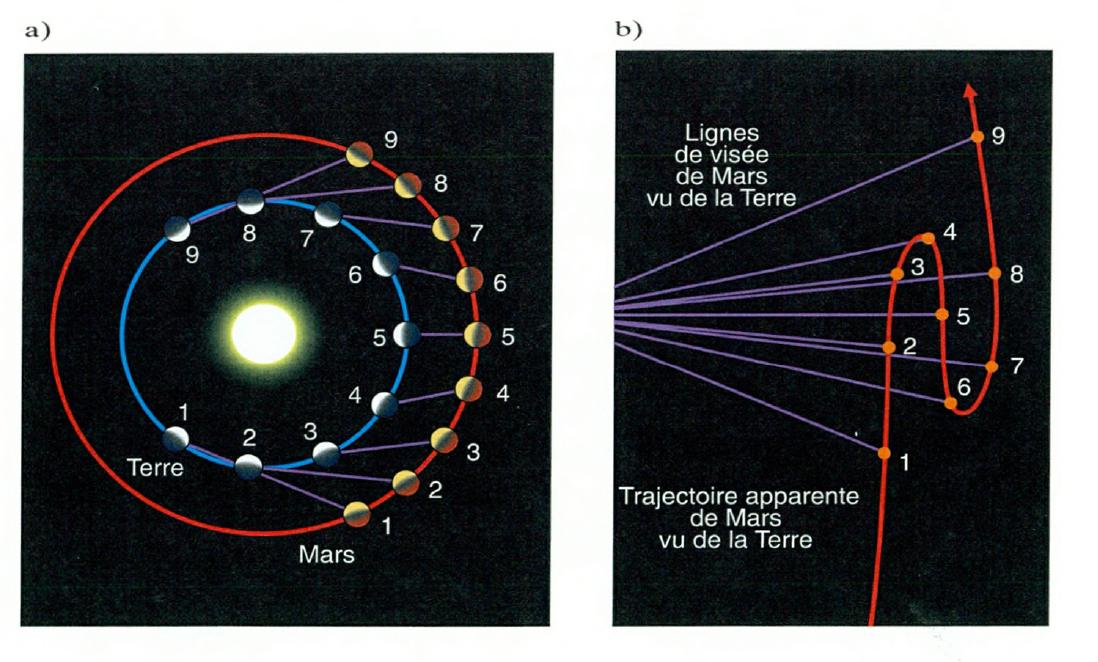 a)
9
8
7
6
5
4
3
2
1
9
8
7
6
5
4
3
2
1
Terre
Mars
b)
Lignes
de visée
de Mars
vu de la Terre
9
4
3
8
5
2
7
6
1
Trajectoire apparente
de Mars
vu de la Terre